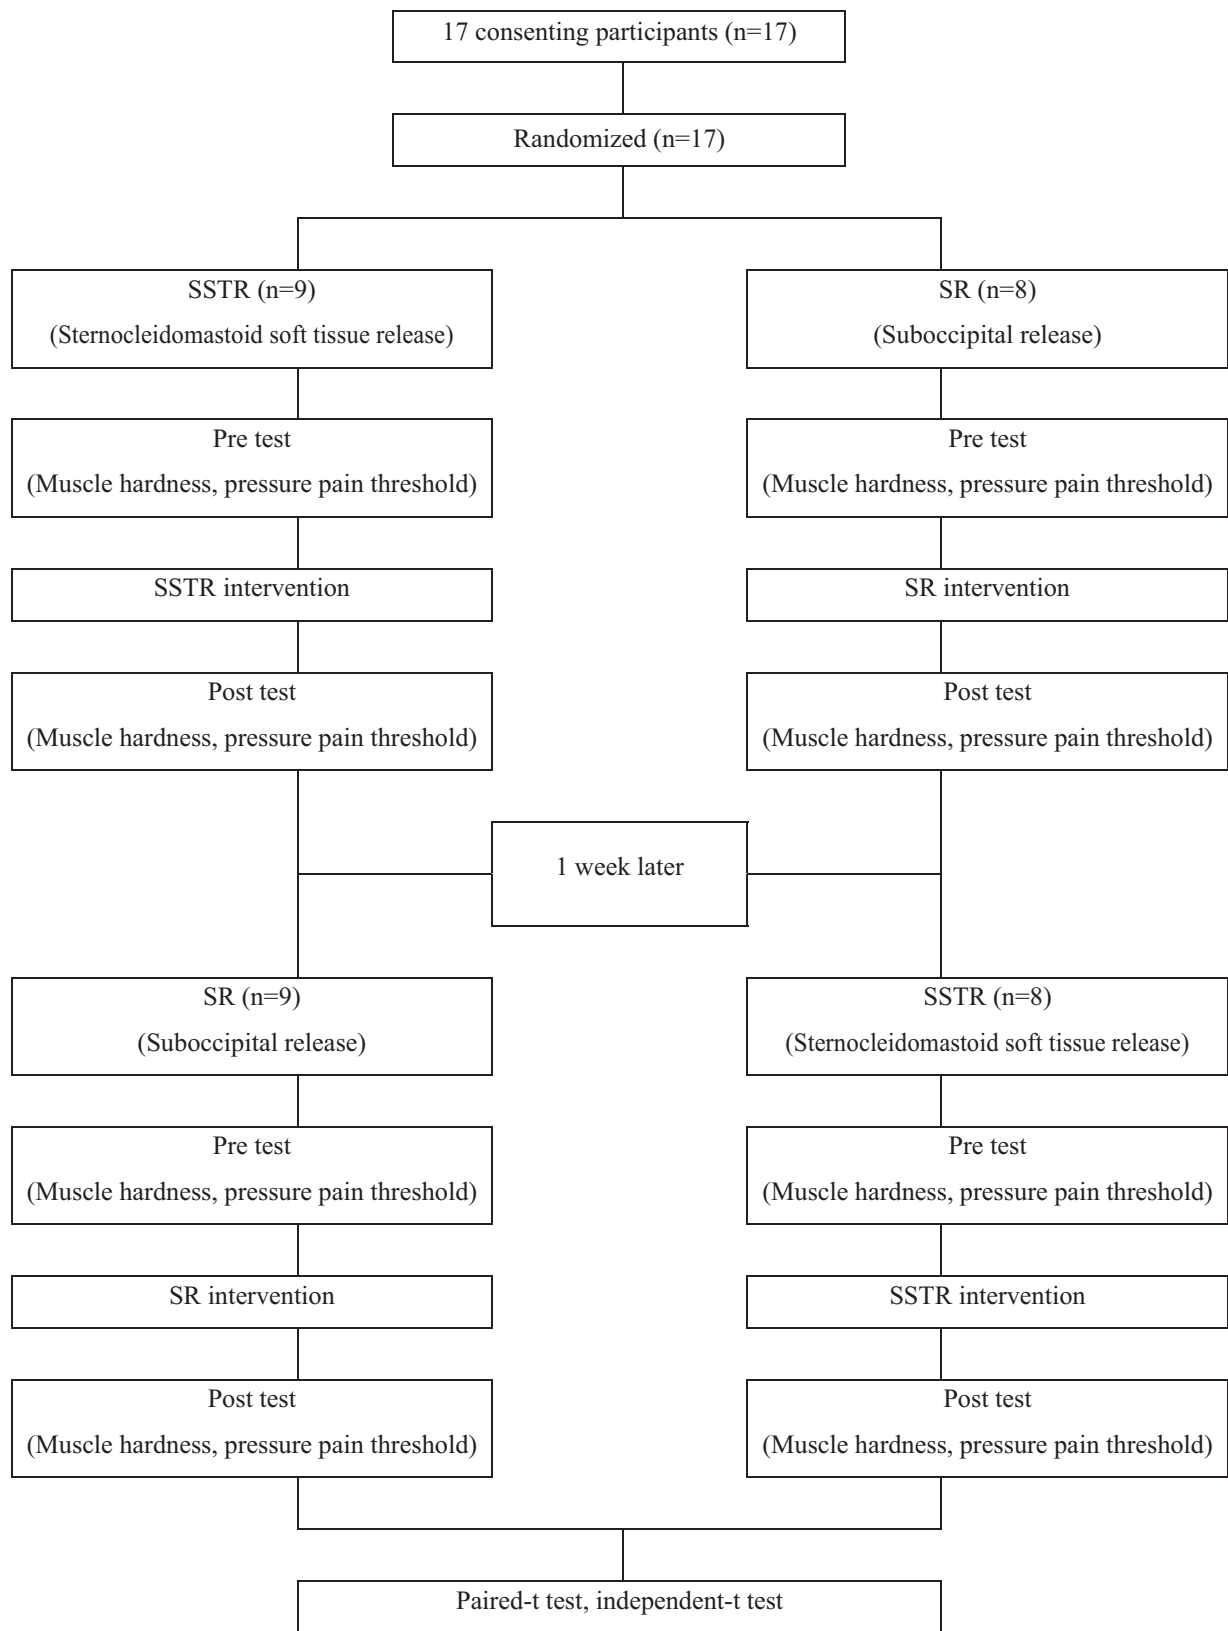 17 consenting participants (n=17)
Randomized (n=17)
SSTR (n=9)
(Sternocleidomastoid soft tissue release)
SR (n=8)
(Suboccipital release)
Pre test
(Muscle hardness, pressure pain threshold)
Pre test
(Muscle hardness, pressure pain threshold)
SSTR intervention
SR intervention
Post test
(Muscle hardness, pressure pain threshold)
Post test
(Muscle hardness, pressure pain threshold)
1 week later
SR (n=9)
(Suboccipital release)
SSTR (n=8)
(Sternocleidomastoid soft tissue release)
Pre test
(Muscle hardness, pressure pain threshold)
Pre test
(Muscle hardness, pressure pain threshold)
SR intervention
SSTR intervention
Post test
(Muscle hardness, pressure pain threshold)
Post test
(Muscle hardness, pressure pain threshold)
Paired-t test, independent-t test